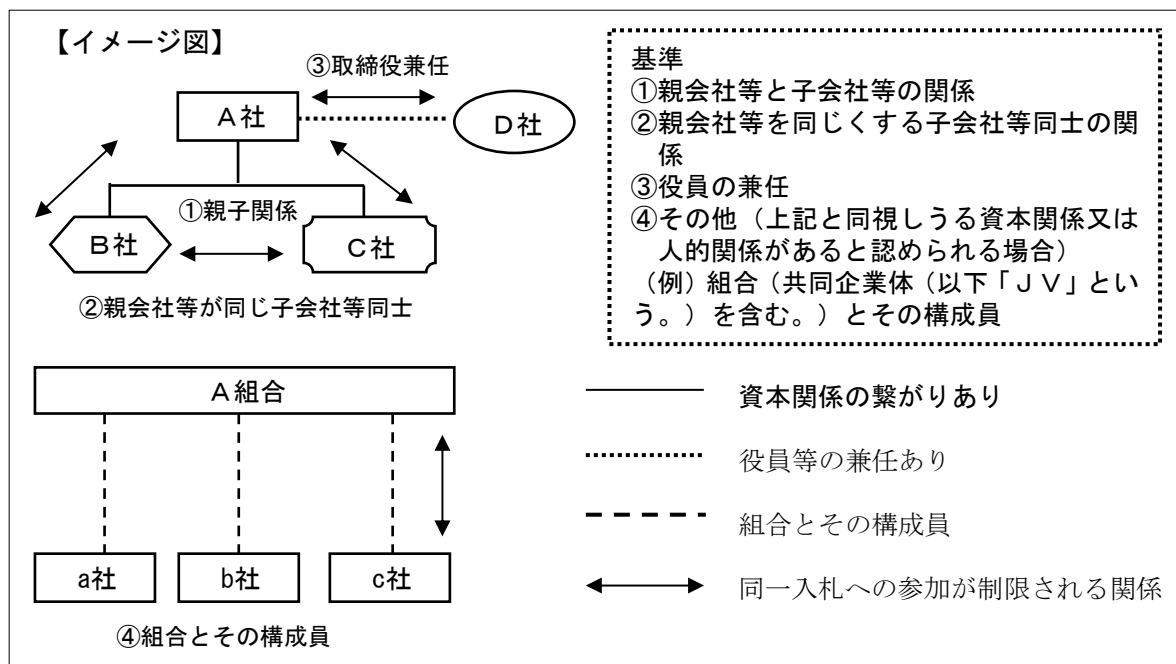 【イメージ図】
③取締役兼任
A社
D社
①親子関係
B社
C社
②親会社等が同じ子会社等同士
基準
①親会社等と子会社等の関係
②親会社等を同じくする子会社等同士の関
係
③役員の兼任
④その他（上記と同視しうる資本関係又は
人的関係があると認められる場合）
（例）組合（共同企業体（以下「ＪＶ」とい
う。）を含む。）とその構成員
A組合
a社
b社
c社
④組合とその構成員
資本関係の繋がりあり
役員等の兼任あり
組合とその構成員
同一入札への参加が制限される関係